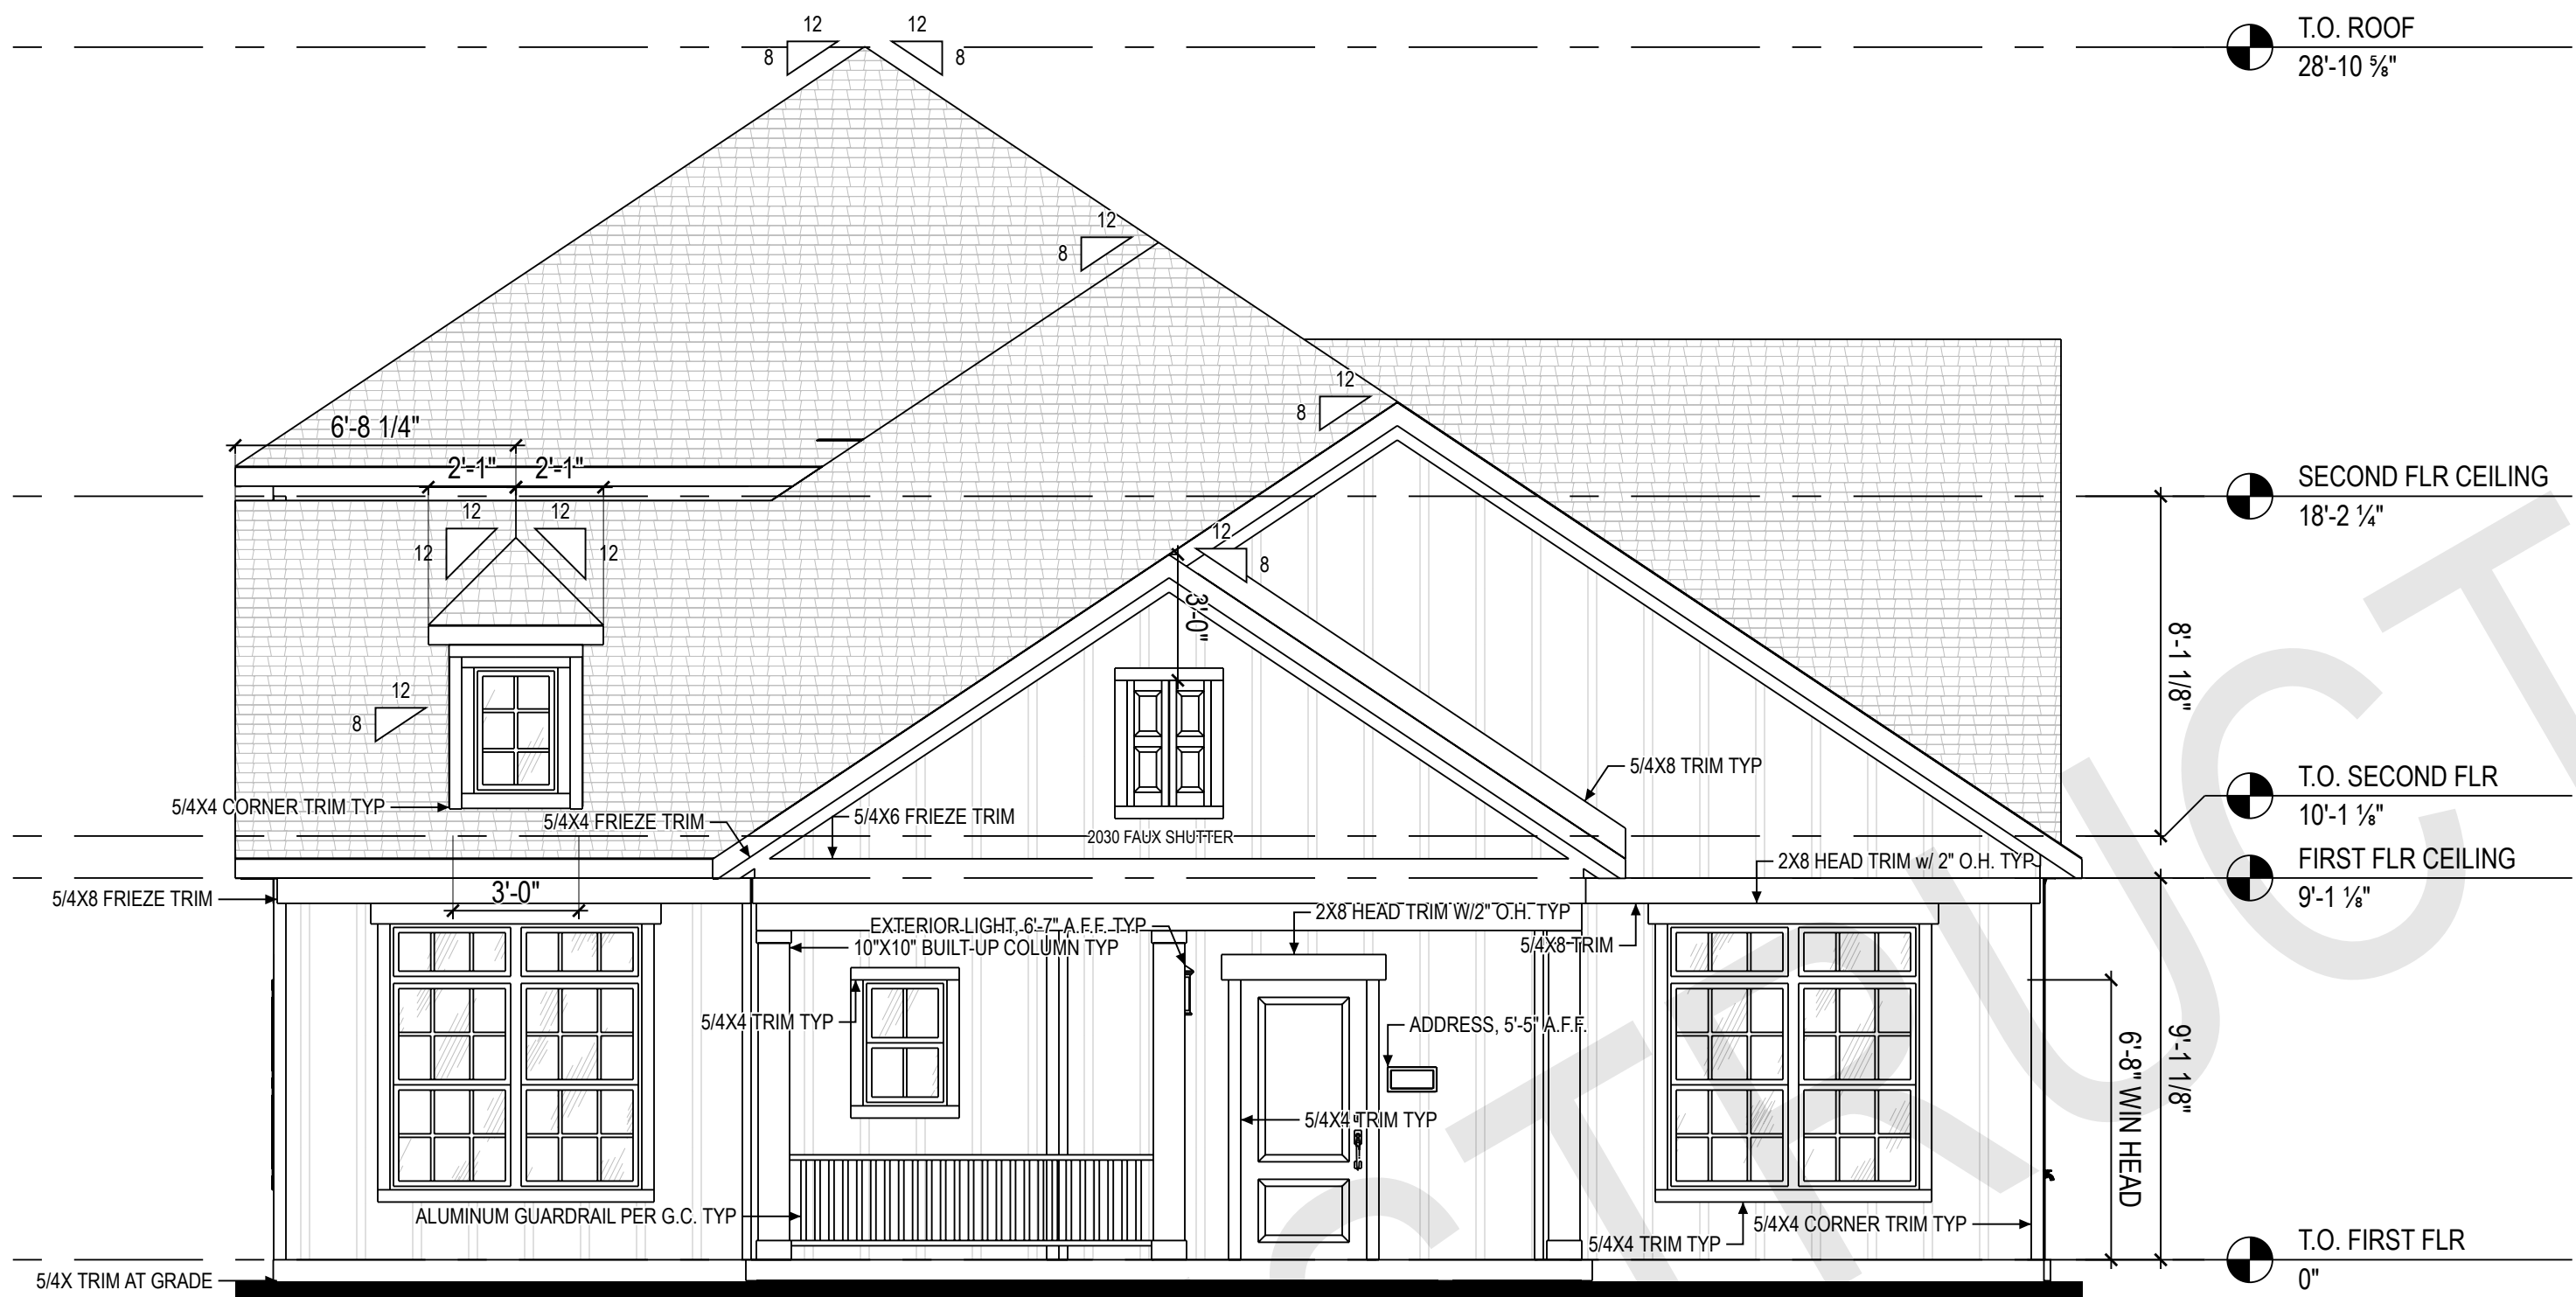 12
12
8
8
T.O. ROOF
28'-10 ⅝"
12
8
12
8
6'-8 1/4"
2'-1"
2'-1"
SECOND FLR CEILING
18'-2 ¼"
12
12
12
12
12
8
3'-0"
8'-1 1/8"
12
8
5/4X8 TRIM TYP
T.O. SECOND FLR
10'-1 ⅛"
5/4X4 CORNER TRIM TYP
5/4X4 FRIEZE TRIM
5/4X6 FRIEZE TRIM
2030 FAUX SHUTTER
2X8 HEAD TRIM w/ 2" O.H. TYP
FIRST FLR CEILING
9'-1 ⅛"
5/4X8 FRIEZE TRIM
3'-0"
EXTERIOR LIGHT, 6'-7" A.F.F. TYP
2X8 HEAD TRIM W/2" O.H. TYP
10"X10" BUILT-UP COLUMN TYP
5/4X8 TRIM
5/4X4 TRIM TYP
ADDRESS, 5'-5" A.F.F.
6'-8" WIN HEAD
9'-1 1/8"
5/4X4 TRIM TYP
ALUMINUM GUARDRAIL PER G.C. TYP
5/4X4 CORNER TRIM TYP
5/4X4 TRIM TYP
T.O. FIRST FLR
0"
5/4X TRIM AT GRADE
STRUCT